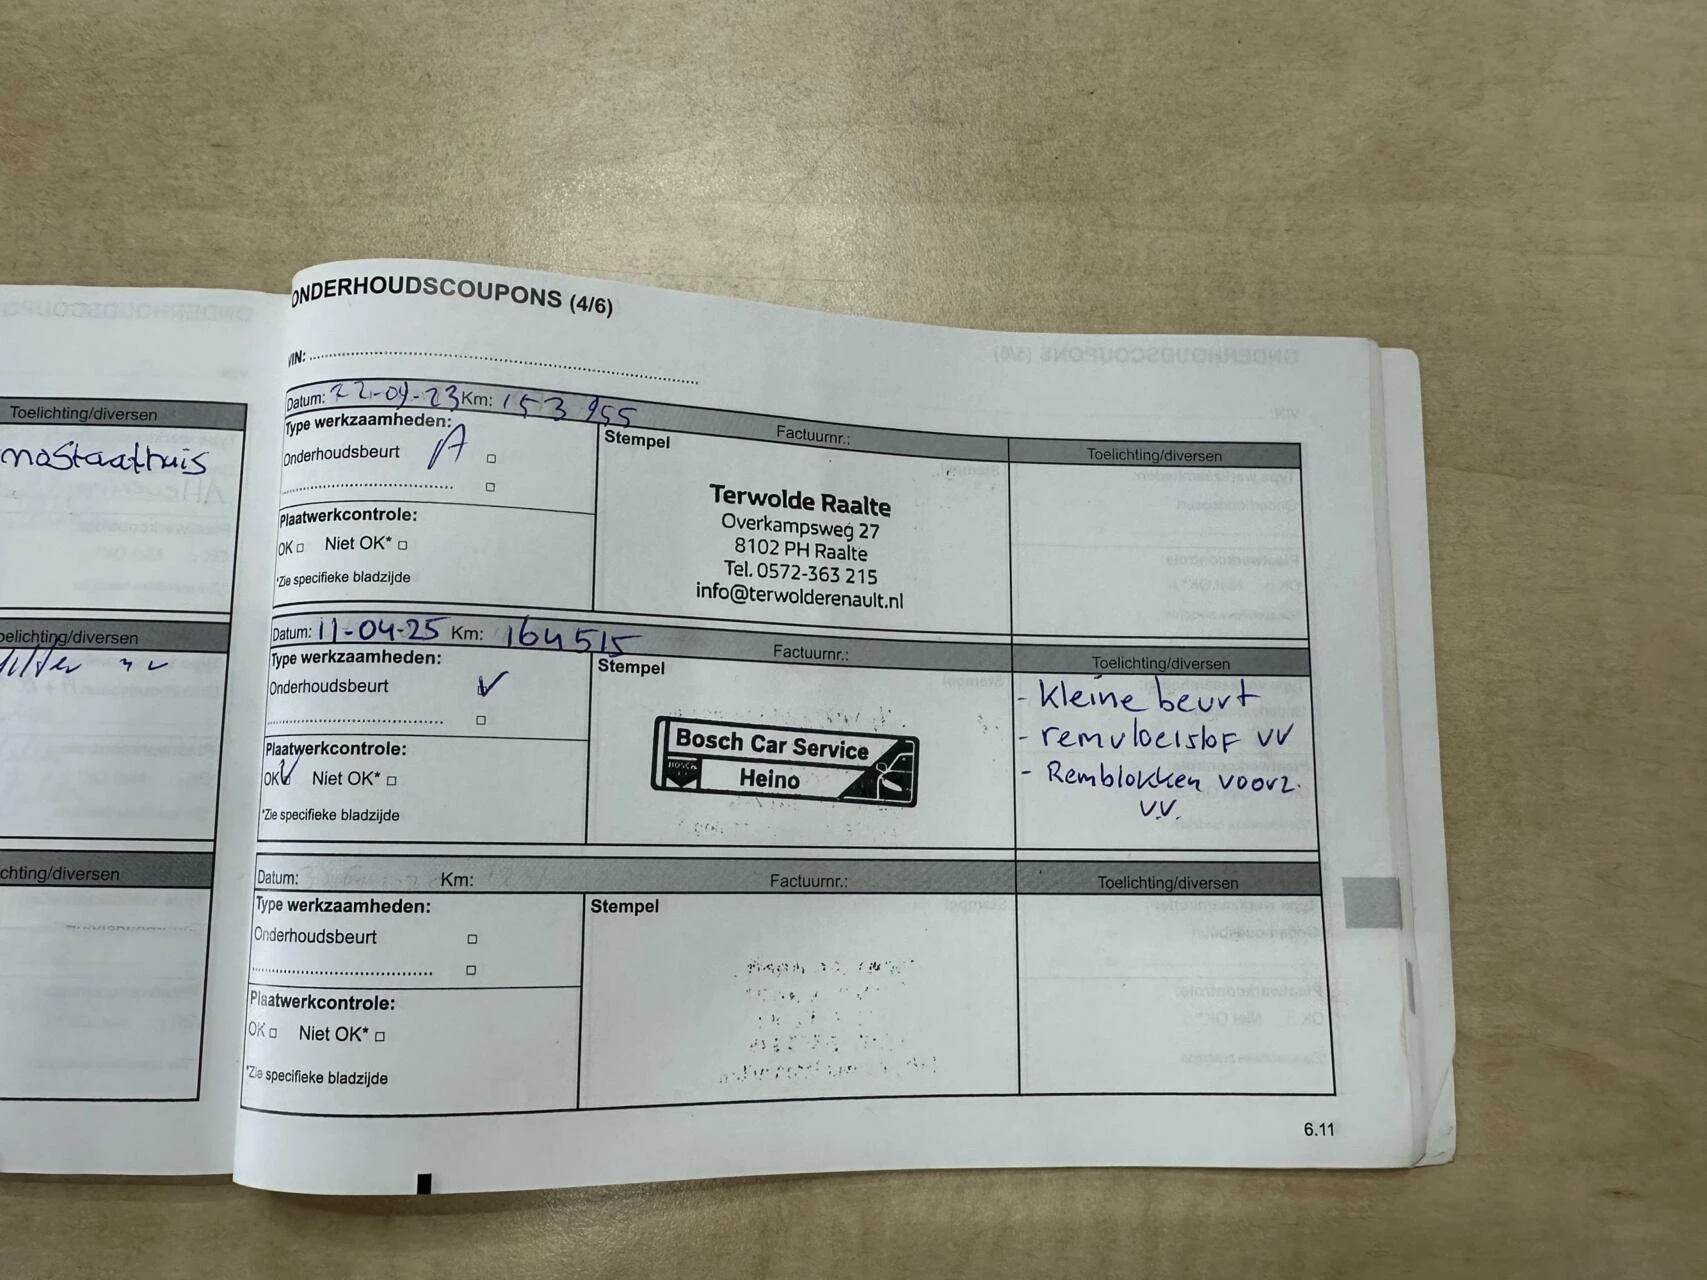 Toelichting/diversen
elichting/diversen
chting/diversen
ONDERHOUDSCOUPONS (4/6)
VIN:
Datum: 22-09-23 Km: 153 955
Factuurnr.:
Toelichting/diversen
Type werkzaamheden:
Onderhoudsbeurt A
Plaatwerkcontrole:
OK Niet OK*
*Zie specifieke bladzijde
Stempel
Terwolde Raalte
Overkampsweg 27
8102 PH Raalte
Tel. 0572-363 215
info@terwolderenault.nl
Datum: 11-04-25 Km: 164515
Factuurnr.:
Toelichting/diversen
Type werkzaamheden:
Onderhoudsbeurt
Plaatwerkcontrole:
OK Niet OK*
*Zie specifieke bladzijde
Stempel
Bosch Car Service
BOSCH
Heino
- Kleine beurt
- remvloeistof VV
- Remblokken voorz.
V.V.
Datum: Km:
Factuurnr.:
Toelichting/diversen
Type werkzaamheden:
Onderhoudsbeurt
Plaatwerkcontrole:
OK Niet OK*
*Zie specifieke bladzijde
Stempel
6.11